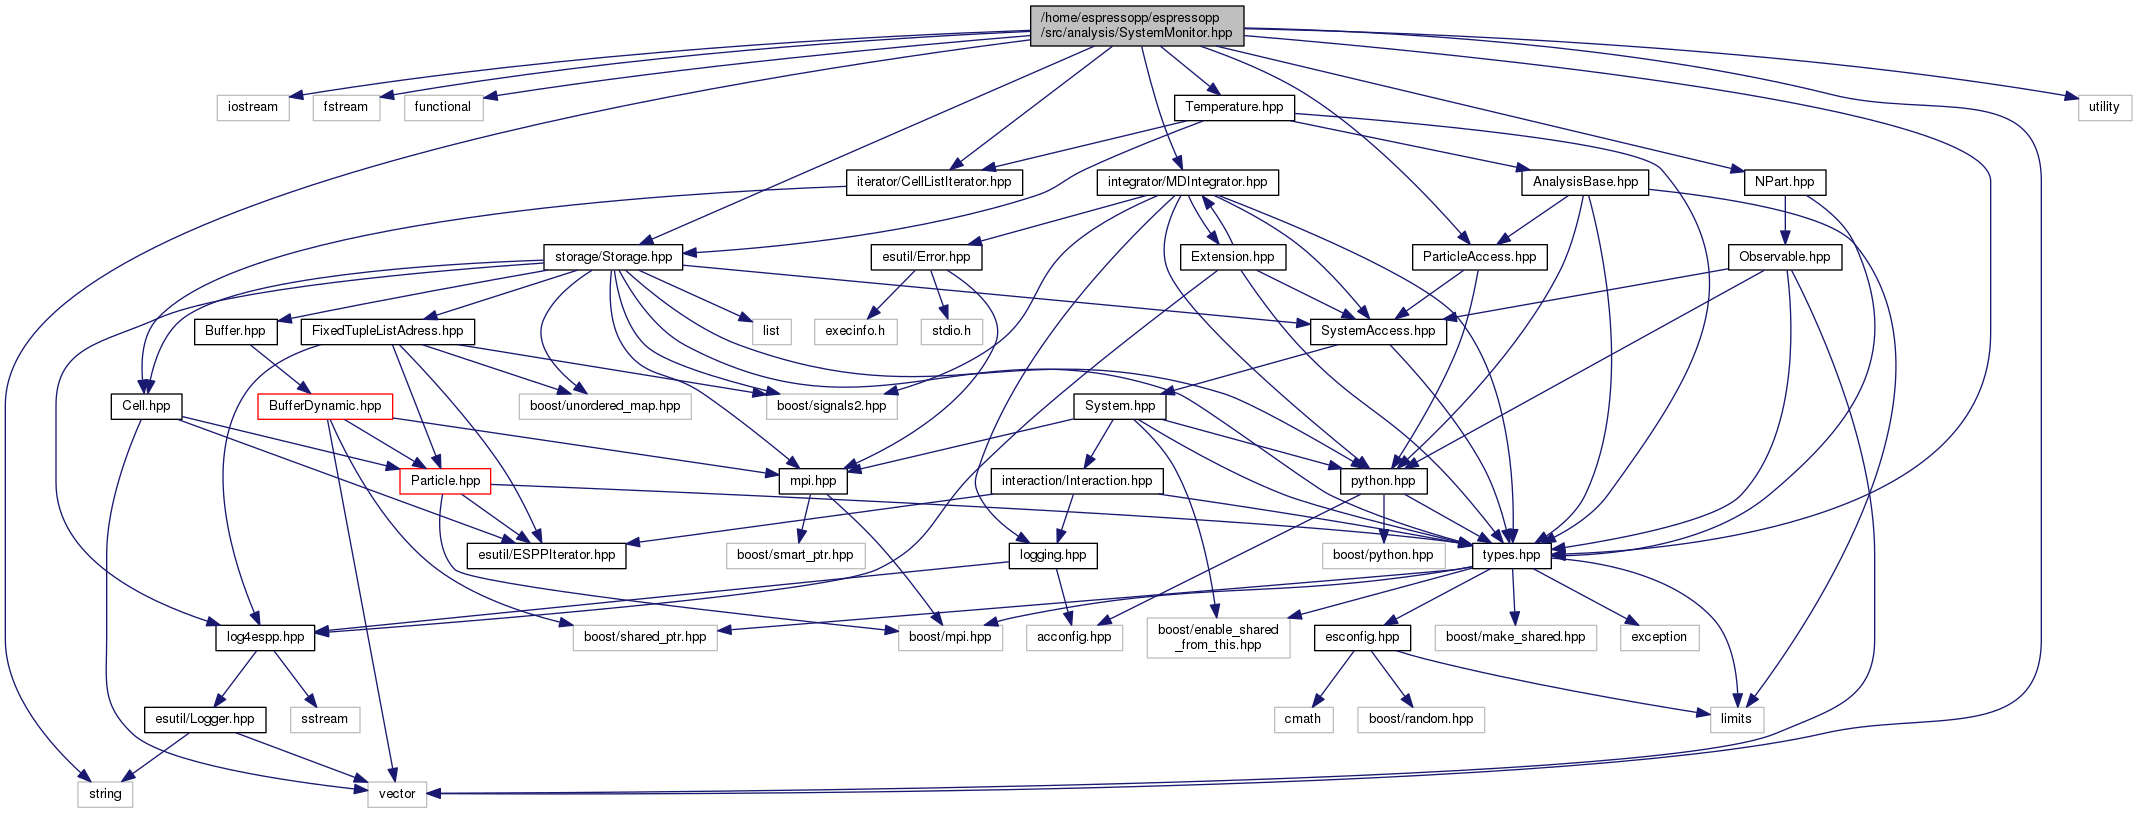 /home/espressopp/espressopp
/src/analysis/SystemMonitor.hpp
iostream
fstream
functional
Temperature.hpp
utility
iterator/CellListIterator.hpp
integrator/MDIntegrator.hpp
AnalysisBase.hpp
NPart.hpp
storage/Storage.hpp
esutil/Error.hpp
Extension.hpp
ParticleAccess.hpp
Observable.hpp
Buffer.hpp
FixedTupleListAdress.hpp
list
execinfo.h
stdio.h
SystemAccess.hpp
Cell.hpp
BufferDynamic.hpp
boost/unordered_map.hpp
boost/signals2.hpp
System.hpp
Particle.hpp
mpi.hpp
interaction/Interaction.hpp
python.hpp
esutil/ESPPIterator.hpp
boost/smart_ptr.hpp
logging.hpp
boost/python.hpp
types.hpp
log4espp.hpp
boost/shared_ptr.hpp
boost/mpi.hpp
acconfig.hpp
boost/enable_shared
_from_this.hpp
esconfig.hpp
boost/make_shared.hpp
exception
esutil/Logger.hpp
sstream
cmath
boost/random.hpp
limits
string
vector